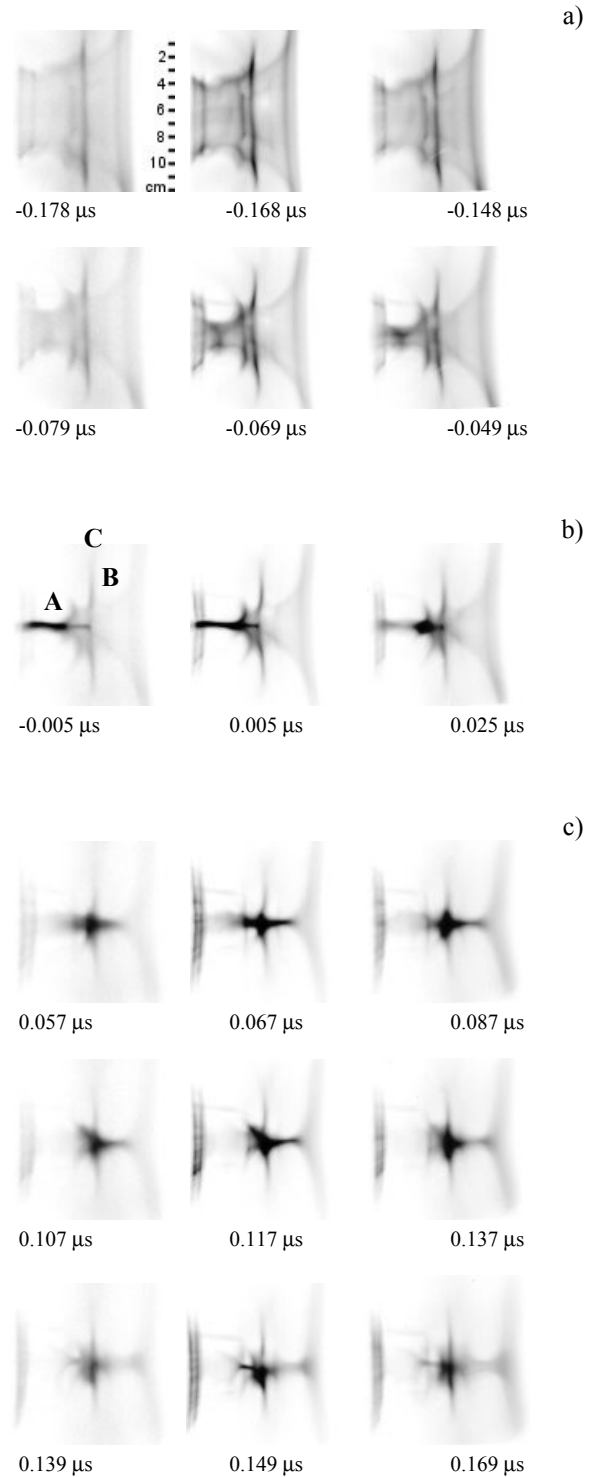 a)
2
4
6
8
10
cm
-0.178 µs -0.168 µs -0.148 µs
-0.079 µs -0.069 µs -0.049 µs
b)
C
B
A
-0.005 µs 0.005 µs 0.025 µs
c)
0.057 µs 0.067 µs 0.087 µs
0.107 µs 0.117 µs 0.137 µs
0.139 µs 0.149 µs 0.169 µs